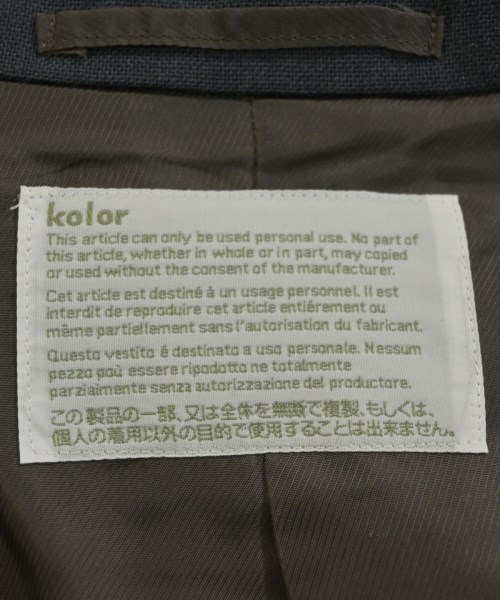 kolor
This article can only be used personal use. No part of
this article, whether in whole or in part, may copied
or used without the consent of the manufacturer.
Cet article est destiné à un usage personnel. Il est
interdit de reproduire cet article entiérement ou
même partiellement sans l'autorisation du fabricant.
Questo vestito é destinato a uso personale. Nessum
pezzo poù essere ripodotto ne totalmente
parzialmente senza autorizzazione del productore.
この製品の一部、又は全体を無断で複製、もしくは、
個人の着用以外の目的で使用することは出来ません。